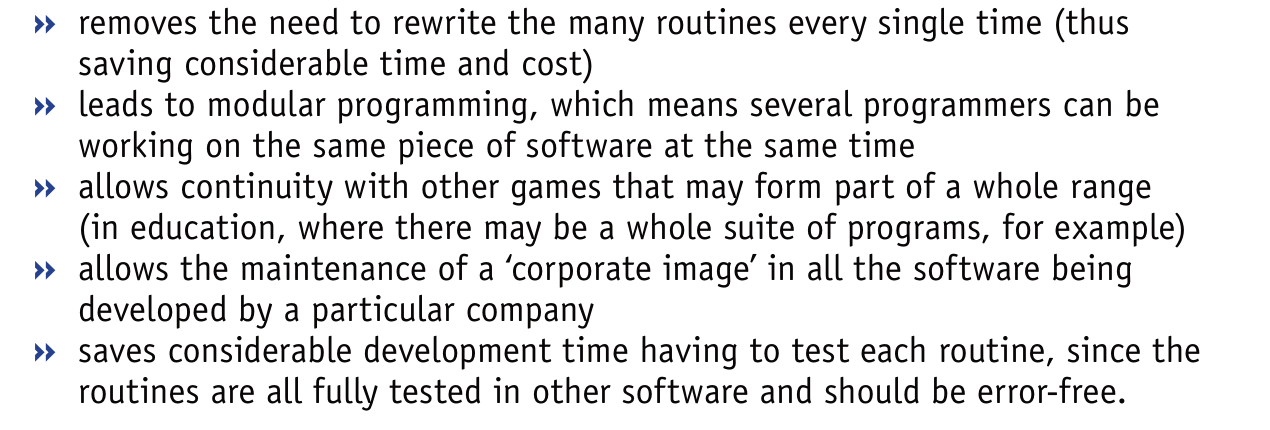 » removes the need to rewrite the many routines every single time (thus
saving considerable time and cost)
» leads to modular programming, which means several programmers can be
working on the same piece of software at the same time
» allows continuity with other games that may form part of a whole range
(in education, where there may be a whole suite of programs, for example)
» allows the maintenance of a ‘corporate image’ in all the software being
developed by a particular company
» saves considerable development time having to test each routine, since the
routines are all fully tested in other software and should be error-free.